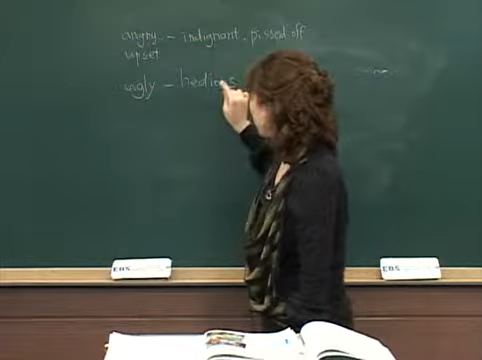 angry - indignant. pissed off
upset
ugly - hedious
EBS
EBS